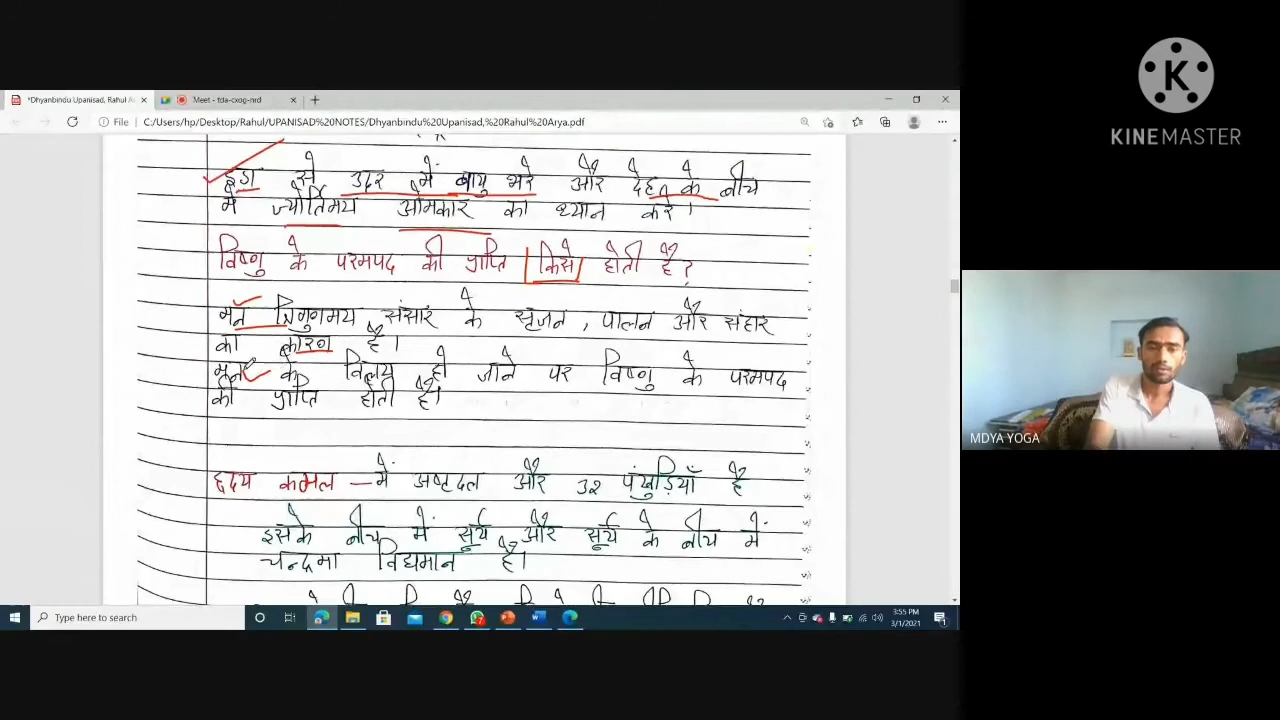 K
KINEMASTER
*Dhyanbindu Upanisad, Rahul A
Meet - tda-cxog-nrd
File C:/Users/hp/Desktop/Rahul/UPANISAD%20NOTES/Dhyanbindu%20Upanisad,%20Rahul%20Arya.pdf
इड़ा से उदर में वायु भरे और देह के बीच
में ज्योर्तिमय ओमकार का ध्यान करे।
विष्णु के परमपद की प्राप्ति किसे होती है?
मन त्रिगुणमय संसार के सृजन, पालन और संहार
का कारण है।
मन के विलय हो जाने पर विष्णु के परमपद
की प्राप्ति होती है।
ह्रदय कमल — में अष्टदल और 32 पंखुड़ियाँ है
इसके बीच में सूर्य और सूर्य के बीच में
चन्द्रमा विद्यमान है।
MDYA YOGA
Type here to search
3:55 PM
3/1/2021